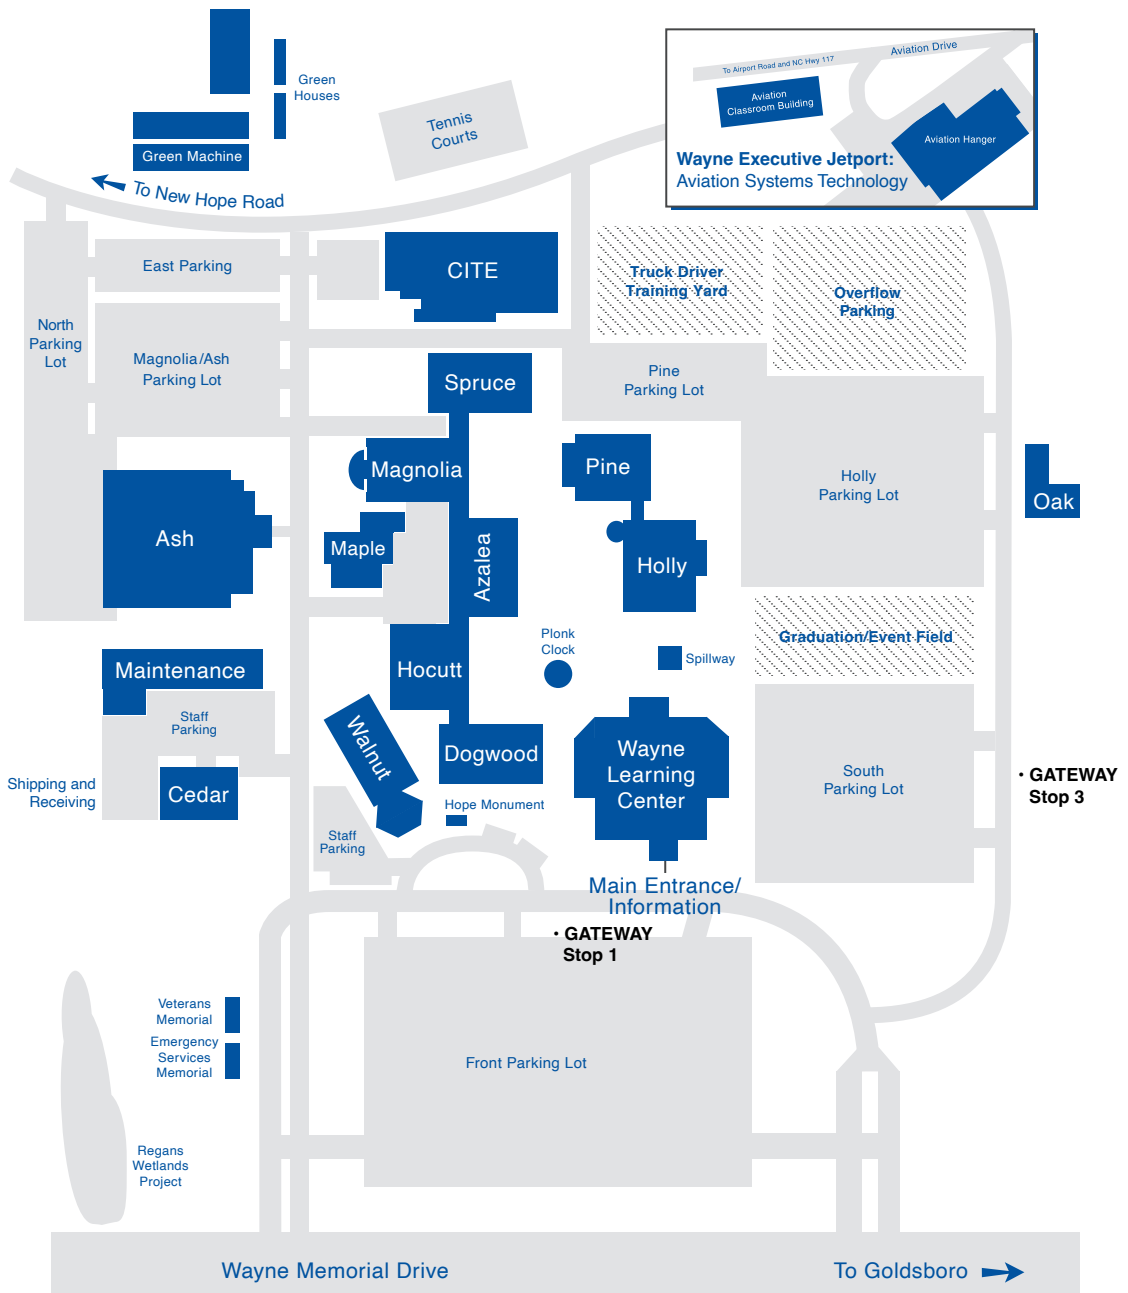 Green
Houses
Green Machine
To New Hope Road
Tennis
Courts
Aviation Drive
To Airport Road and NC Hwy 117
Aviation
Classroom Building
Aviation Hanger
Wayne Executive Jetport:
Aviation Systems Technology
East Parking
CITE
Truck Driver
Training Yard
Overflow
Parking
North
Parking
Lot
Magnolia/Ash
Parking Lot
Spruce
Pine
Parking Lot
Magnolia
Pine
Holly
Parking Lot
Oak
Ash
Maple
Azalea
Holly
Plonk
Clock
Graduation/Event Field
Spillway
Maintenance
Hocutt
Staff
Parking
Walnut
Dogwood
Wayne
Learning
Center
South
Parking Lot
• GATEWAY
Stop 3
Shipping and
Receiving
Cedar
Hope Monument
Staff
Parking
Main Entrance/
Information
• GATEWAY
Stop 1
Veterans
Memorial
Emergency
Services
Memorial
Front Parking Lot
Regans
Wetlands
Project
Wayne Memorial Drive
To Goldsboro